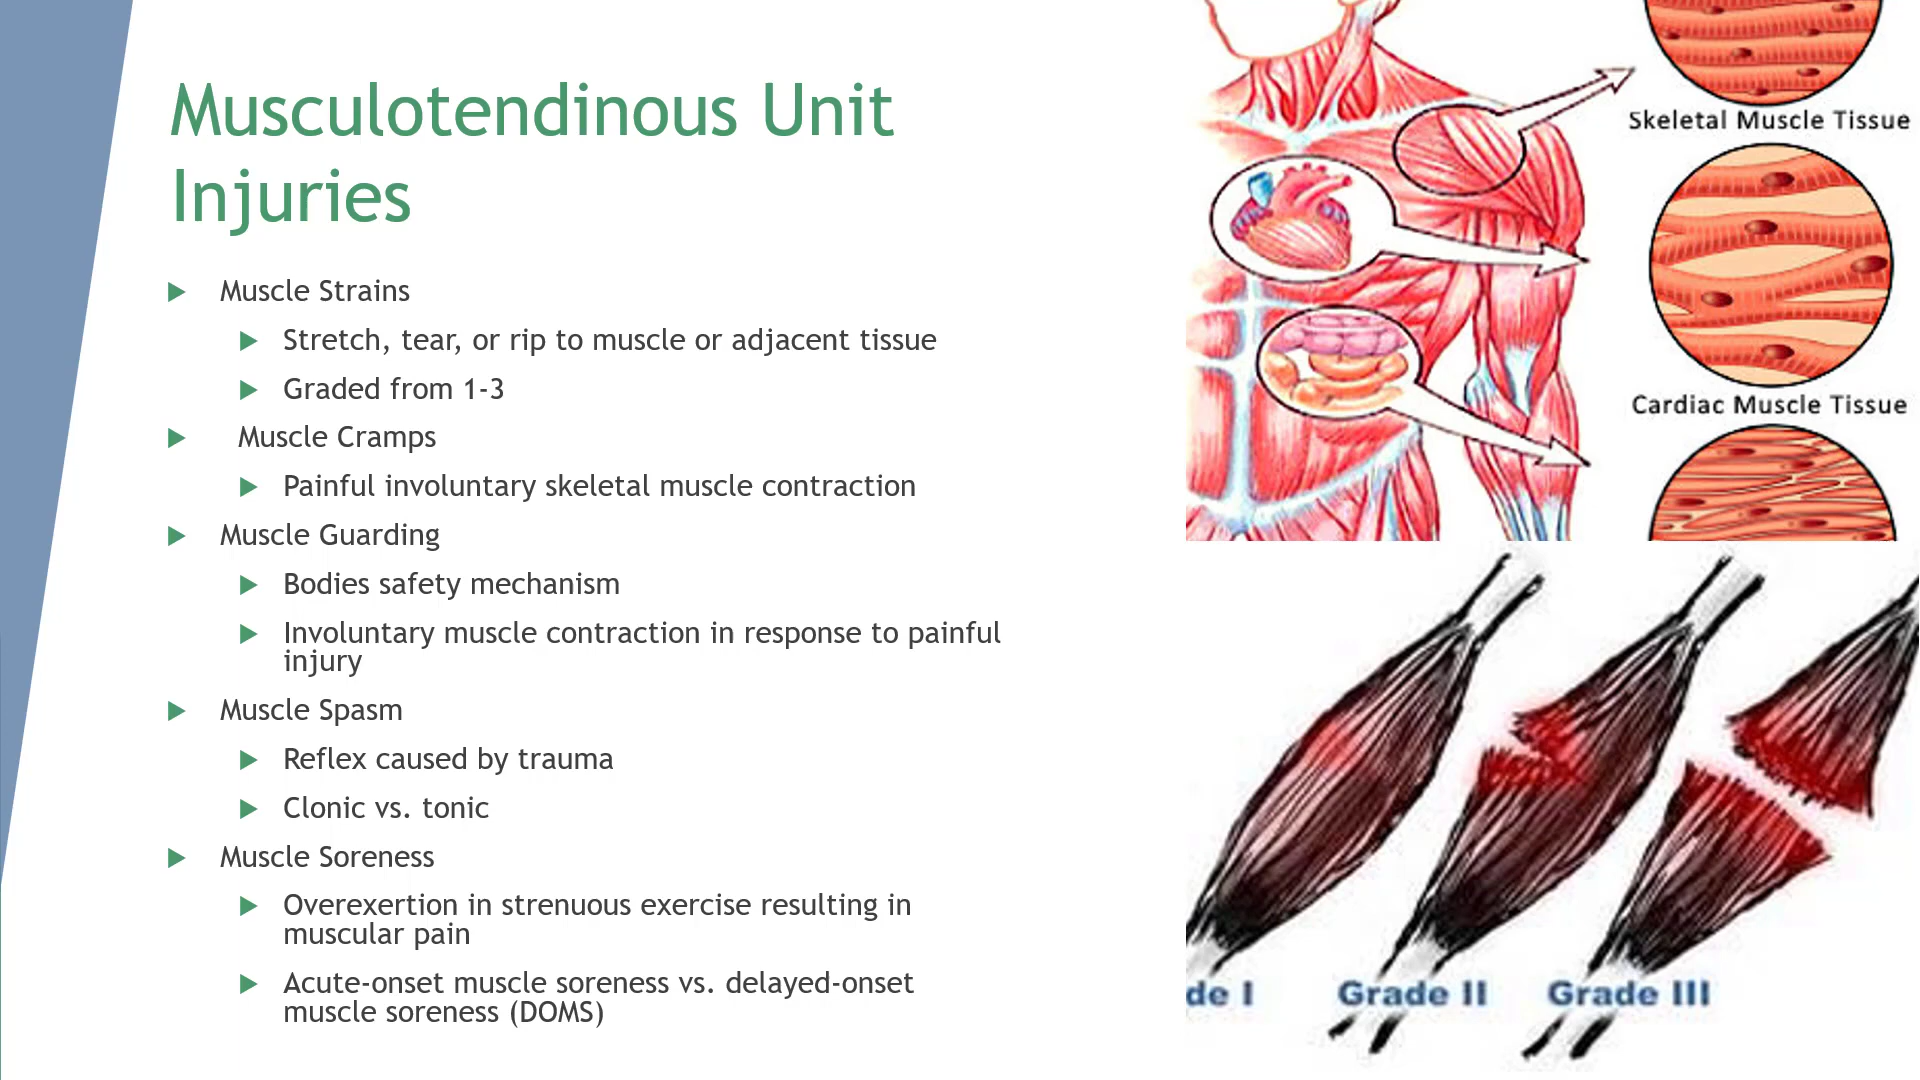 Musculotendinous Unit
Injuries
Muscle Strains
Stretch, tear, or rip to muscle or adjacent tissue
Graded from 1-3
Muscle Cramps
Painful involuntary skeletal muscle contraction
Muscle Guarding
Bodies safety mechanism
Involuntary muscle contraction in response to painful
injury
Muscle Spasm
Reflex caused by trauma
Clonic vs. tonic
Muscle Soreness
Overexertion in strenuous exercise resulting in
muscular pain
Acute-onset muscle soreness vs. delayed-onset
muscle soreness (DOMS)
Skeletal Muscle Tissue
Cardiac Muscle Tissue
de I
Grade II
Grade III